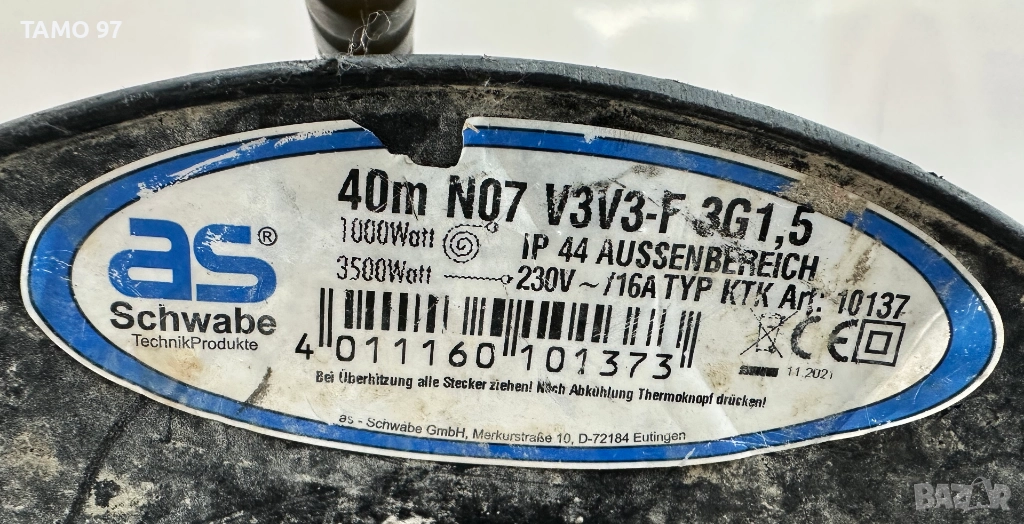 TAMO 97
40m N07 V3V3-F 3G1,5
1000Watt
IP 44 AUSSENBEREICH
3500Watt
230V ~ /16A TYP KTK Art: 10137
as®
Schwabe
TechnikProdukte
4 011160 101373
CE
11.2021
Bei Überhitzung alle Stecker ziehen! Nach Abkühlung Thermoknopf drücken!
as - Schwabe GmbH, Merkurstraße 10, D-72184 Eutingen
BAZAR